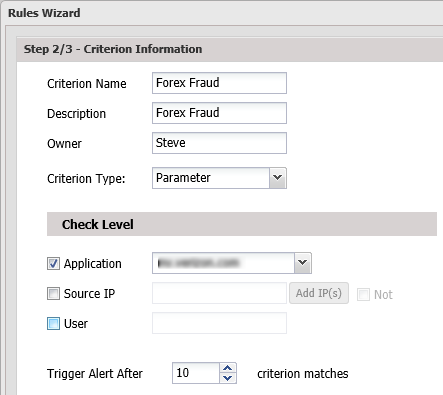 Rules Wizard
Step 2/3 - Criterion Information
Criterion Name Forex Fraud
Description Forex Fraud
Owner Steve
Criterion Type: Parameter
Check Level
Application
Source IP Add IP(s) Not
User
Trigger Alert After 10 criterion matches